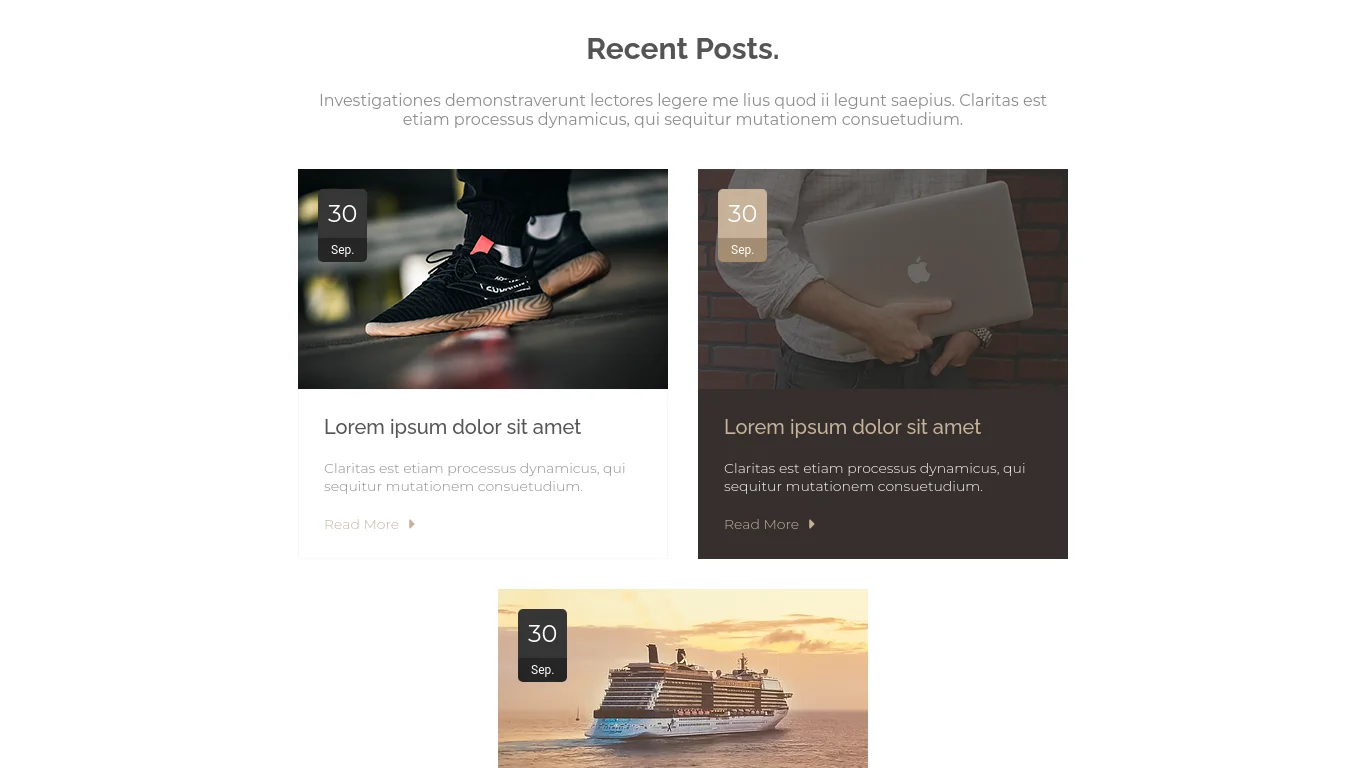 Recent Posts.
Investigationes demonstraverunt lectores legere me lius quod ii legunt saepius. Claritas est
etiam processus dynamicus, qui sequitur mutationem consuetudium.
30
Sep.
Lorem ipsum dolor sit amet
Claritas est etiam processus dynamicus, qui
sequitur mutationem consuetudium.
Read More
30
Sep.
Lorem ipsum dolor sit amet
Claritas est etiam processus dynamicus, qui
sequitur mutationem consuetudium.
Read More
30
Sep.